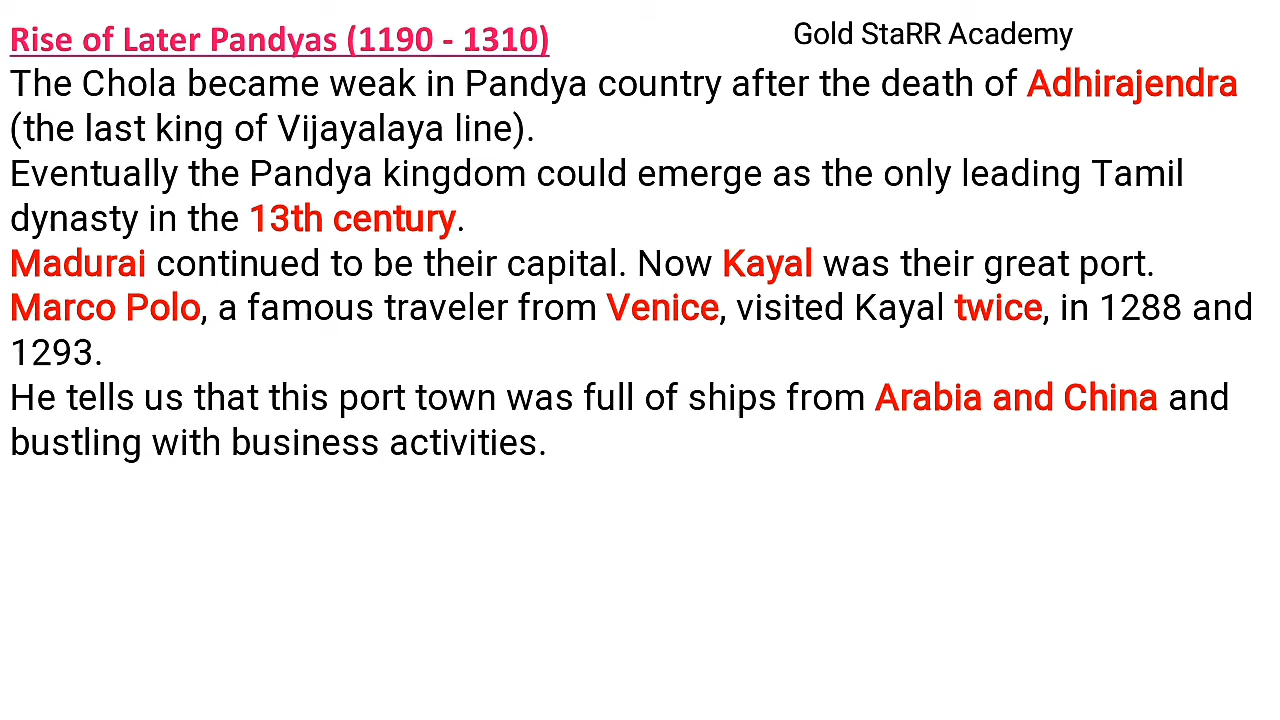 Rise of Later Pandyas (1190 - 1310)
Gold StaRR Academy
The Chola became weak in Pandya country after the death of Adhirajendra
(the last king of Vijayalaya line).
Eventually the Pandya kingdom could emerge as the only leading Tamil
dynasty in the 13th century.
Madurai continued to be their capital. Now Kayal was their great port.
Marco Polo, a famous traveler from Venice, visited Kayal twice, in 1288 and
1293.
He tells us that this port town was full of ships from Arabia and China and
bustling with business activities.